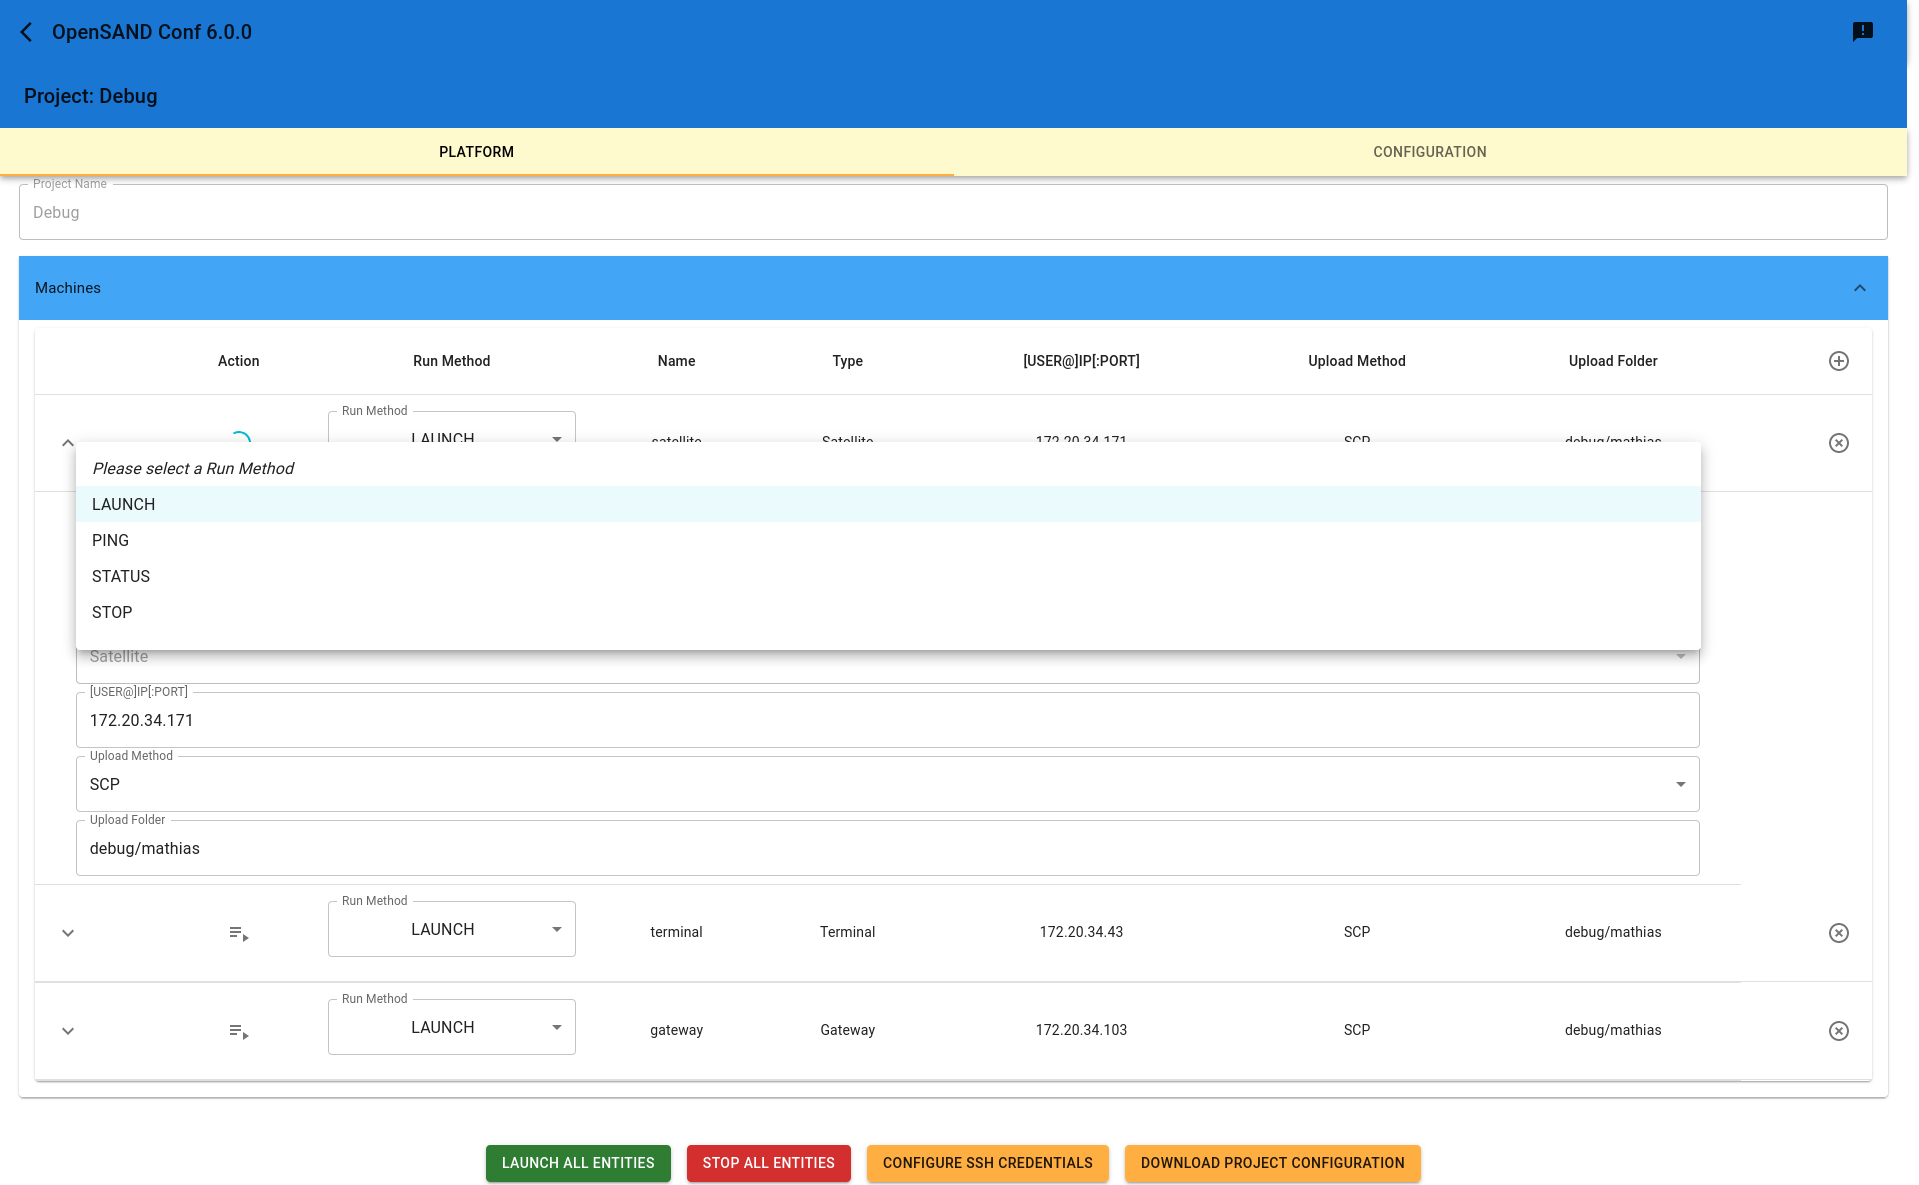 OpenSAND Conf 6.0.0
Project: Debug
PLATFORM CONFIGURATION
Project Name
Debug
Machines
Action Run Method Name Type [USER@]IP[:PORT] Upload Method Upload Folder
Run Method
LAUNCH satellite Satellite 172.20.34.171 SCP debug/mathias
Please select a Run Method
LAUNCH
PING
STATUS
STOP
Satellite
[USER@]IP[:PORT]
172.20.34.171
Upload Method
SCP
Upload Folder
debug/mathias
Run Method
LAUNCH terminal Terminal 172.20.34.43 SCP debug/mathias
Run Method
LAUNCH gateway Gateway 172.20.34.103 SCP debug/mathias
LAUNCH ALL ENTITIES STOP ALL ENTITIES CONFIGURE SSH CREDENTIALS DOWNLOAD PROJECT CONFIGURATION